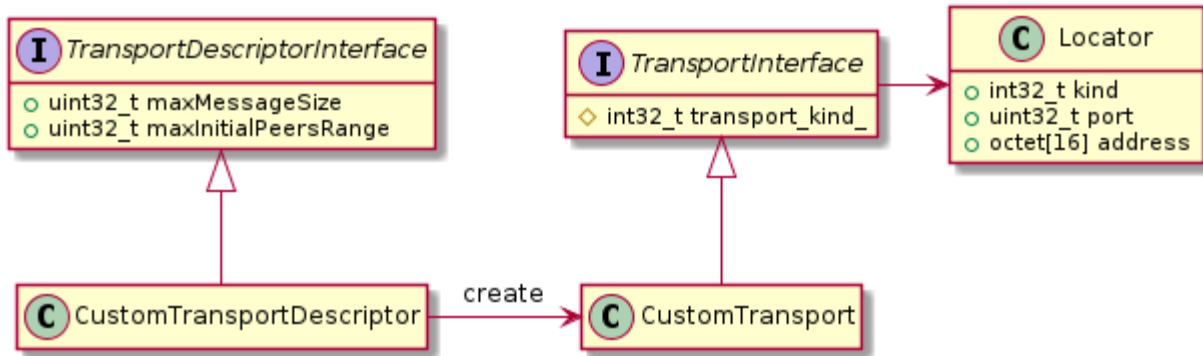 I TransportDescriptorInterface
uint32_t maxMessageSize
uint32_t maxInitialPeersRange
I TransportInterface
int32_t transport_kind_
C Locator
int32_t kind
uint32_t port
octet[16] address
C CustomTransportDescriptor
create
C CustomTransport